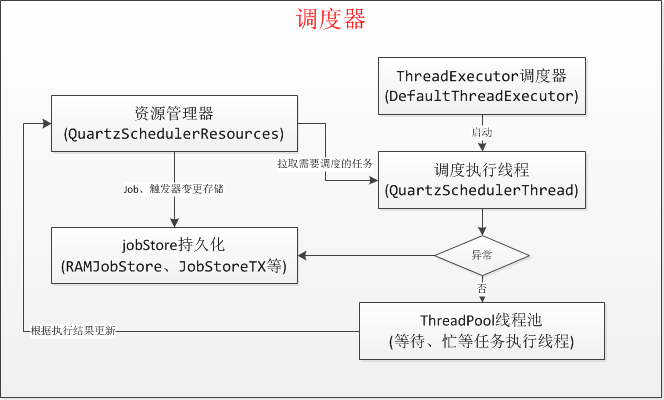 调度器
ThreadExecutor调度器
(DefaultThreadExecutor)
资源管理器
(QuartzSchedulerResources)
启动
拉取需要调度的任务
调度执行线程
(QuartzSchedulerThread)
Job、触发器变更存储
jobStore持久化
(RAMJobStore、JobStoreTX等)
异常
否
ThreadPool线程池
(等待、忙等任务执行线程)
根据执行结果更新